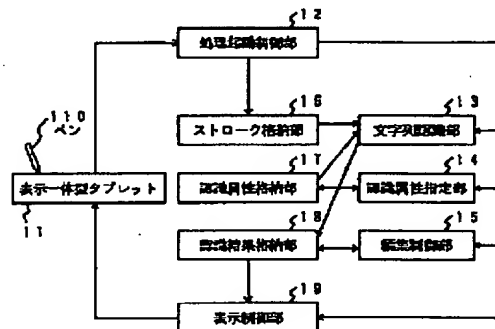 12
処理起動制御部
110
ペン
16
ストローク格納部
13
文字列認識部
表示一体型タブレット
11
17
認識属性格納部
14
認識属性指定部
18
認識結果格納部
15
編集制御部
19
表示制御部